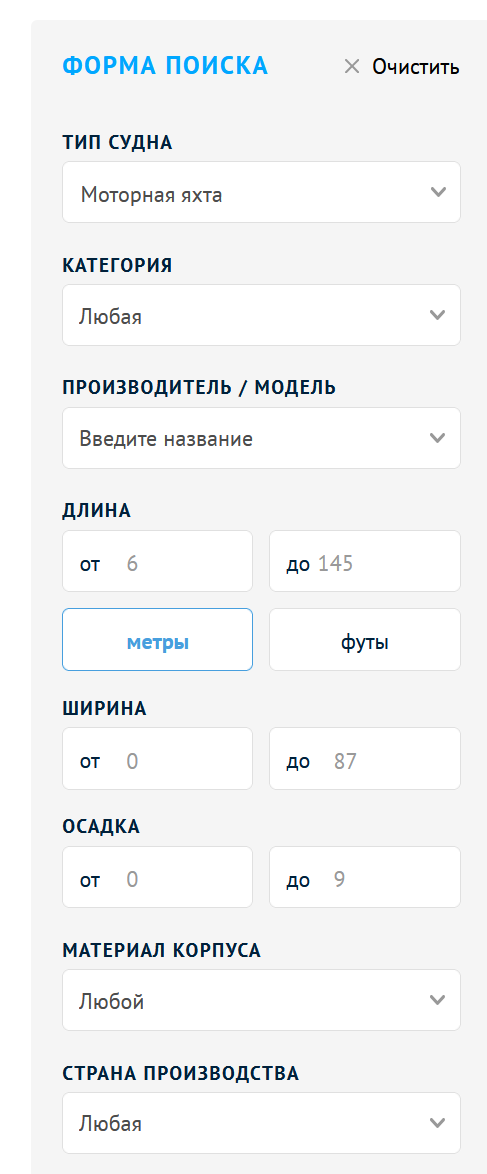 ФОРМА ПОИСКА
Очистить
ТИП СУДНА
Моторная яхта
КАТЕГОРИЯ
Любая
ПРОИЗВОДИТЕЛЬ / МОДЕЛЬ
Введите название
ДЛИНА
от 6 до 145
метры футы
ШИРИНА
от 0 до 87
ОСАДКА
от 0 до 9
МАТЕРИАЛ КОРПУСА
Любой
СТРАНА ПРОИЗВОДСТВА
Любая